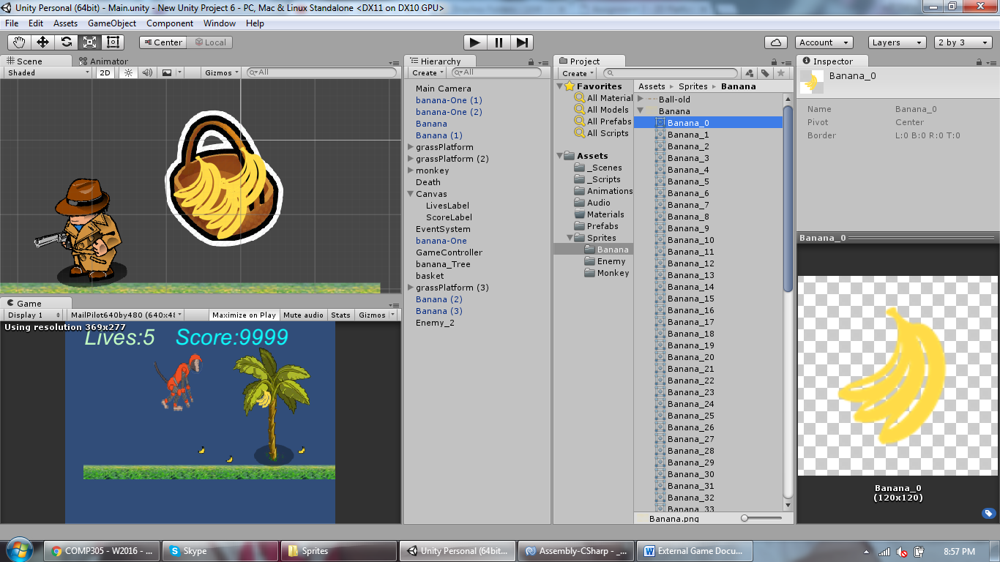 Unity Personal (64bit) - Main.unity - New Unity Project 6 - PC, Mac & Linux Standalone <DX11 on DX10 GPU>
File Edit Assets GameObject Component Window Help
Center Local Account Layers 2 by 3
Scene Animator
Shaded 2D Gizmos All
Game
Display 1 MailPilot640by480 (640x48 Maximize on Play Mute audio Stats Gizmos
Using resolution 369x277
Lives:5 Score:9999
Hierarchy
Create All
Main Camera
banana-One (1)
banana-One (2)
Banana
Banana (1)
grassPlatform
grassPlatform (2)
monkey
Death
Canvas
LivesLabel
ScoreLabel
EventSystem
banana-One
GameController
banana_Tree
basket
grassPlatform (3)
Banana (2)
Banana (3)
Enemy_2
Project
Create
Favorites
All Material
All Models
All Prefabs
All Scripts
Assets
_Scenes
_Scripts
Animations
Audio
Materials
Prefabs
Sprites
Banana
Enemy
Monkey
Assets Sprites Banana
Ball-old
Banana
Banana_0
Banana_1
Banana_2
Banana_3
Banana_4
Banana_5
Banana_6
Banana_7
Banana_8
Banana_9
Banana_10
Banana_11
Banana_12
Banana_13
Banana_14
Banana_15
Banana_16
Banana_17
Banana_18
Banana_19
Banana_20
Banana_21
Banana_22
Banana_23
Banana_24
Banana_25
Banana_26
Banana_27
Banana_28
Banana_29
Banana_30
Banana_31
Banana_32
Banana_33
Banana.png
Inspector
Banana_0
Name Banana_0
Pivot Center
Border L:0 B:0 R:0 T:0
Banana_0
Banana_0
(120x120)
COMP305 - W2016 - ... Skype Sprites Unity Personal (64bit... Assembly-CSharp - _... External Game Docu... 8:57 PM